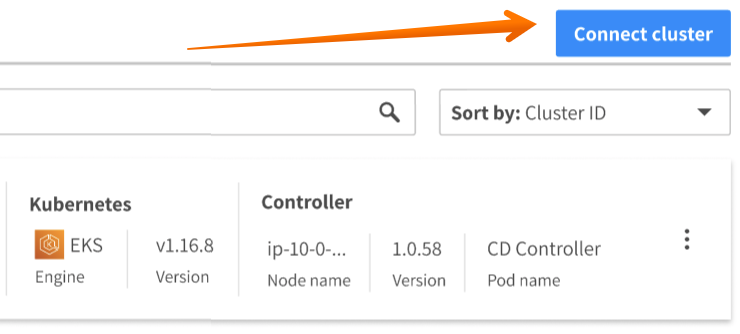 Connect cluster
Sort by: Cluster ID
Kubernetes
Controller
EKS
v1.16.8
ip-10-0-...
1.0.58
CD Controller
Engine
Version
Node name
Version
Pod name